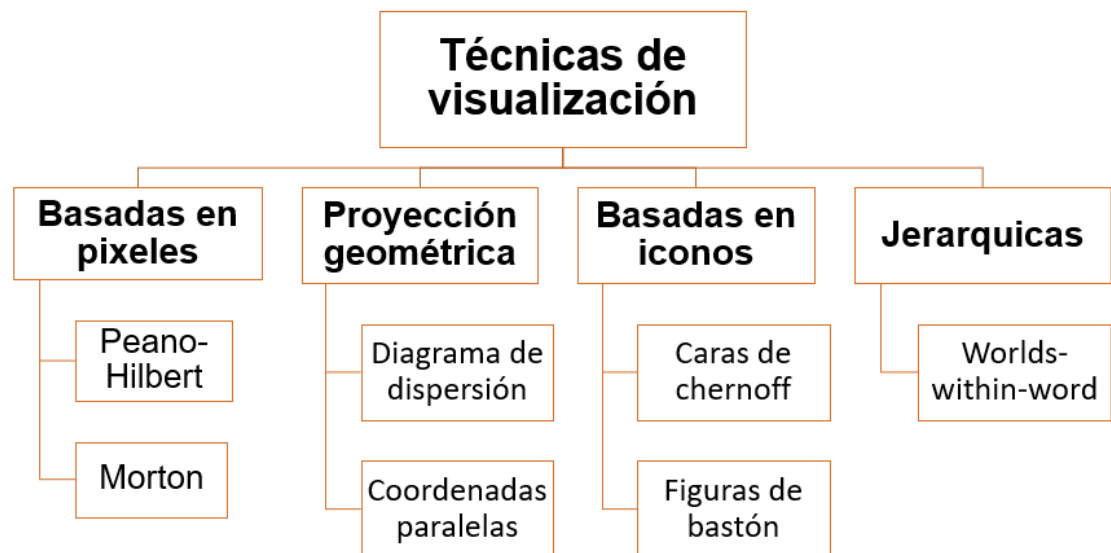 Técnicas de
visualización
Basadas en
pixeles
Proyección
geométrica
Basadas en
iconos
Jerarquicas
Peano-
Hilbert
Diagrama de
dispersión
Caras de
chernoff
Worlds-
within-word
Morton
Coordenadas
paralelas
Figuras de
bastón